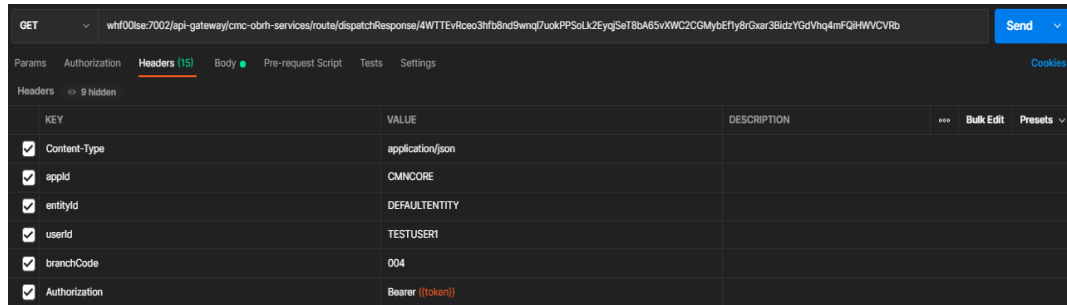 GET whf00lse:7002/api-gateway/cmc-obrh-services/route/dispatchResponse/4WTTEvRceo3hfb8nd9wnql7uokPPSoLk2EyqjSeT8bA65vXWC2CGMybEf1y8rGxar3BidzYGdVhq4mFQiHWVCVRb Send
Params Authorization Headers (15) Body Pre-request Script Tests Settings Cookies
Headers 9 hidden
KEY VALUE DESCRIPTION ooo Bulk Edit Presets
Content-Type application/json
appId CMNCORE
entityId DEFAULTENTITY
userId TESTUSER1
branchCode 004
Authorization Bearer {{token}}